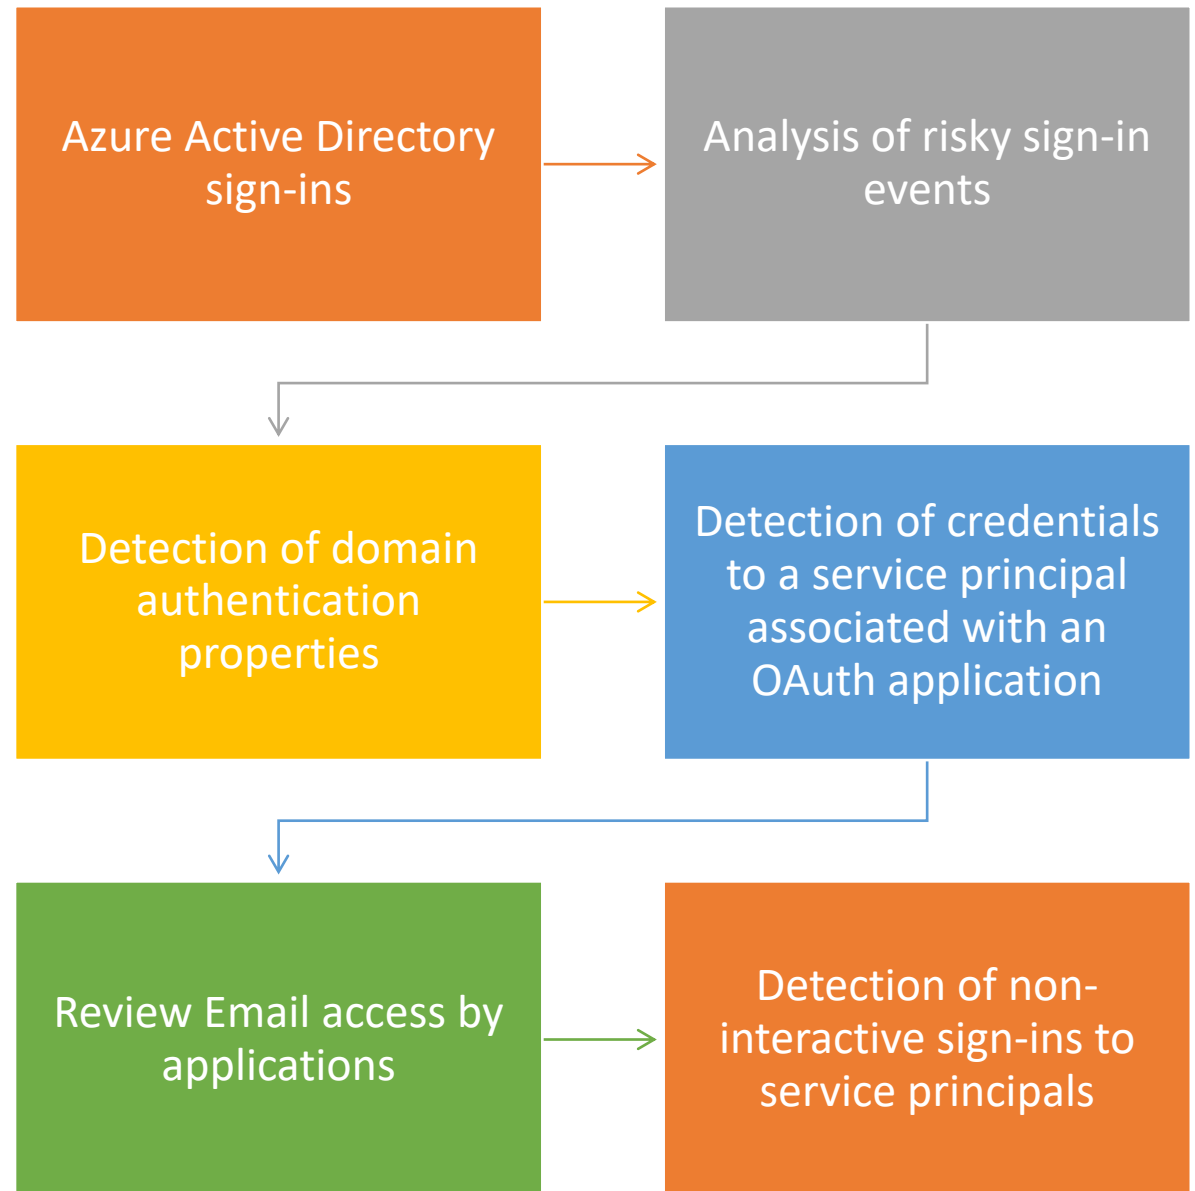 Azure Active Directory
sign-ins
Analysis of risky sign-in
events
Detection of domain
authentication
properties
Detection of credentials
to a service principal
associated with an
OAuth application
Review Email access by
applications
Detection of non-
interactive sign-ins to
service principals